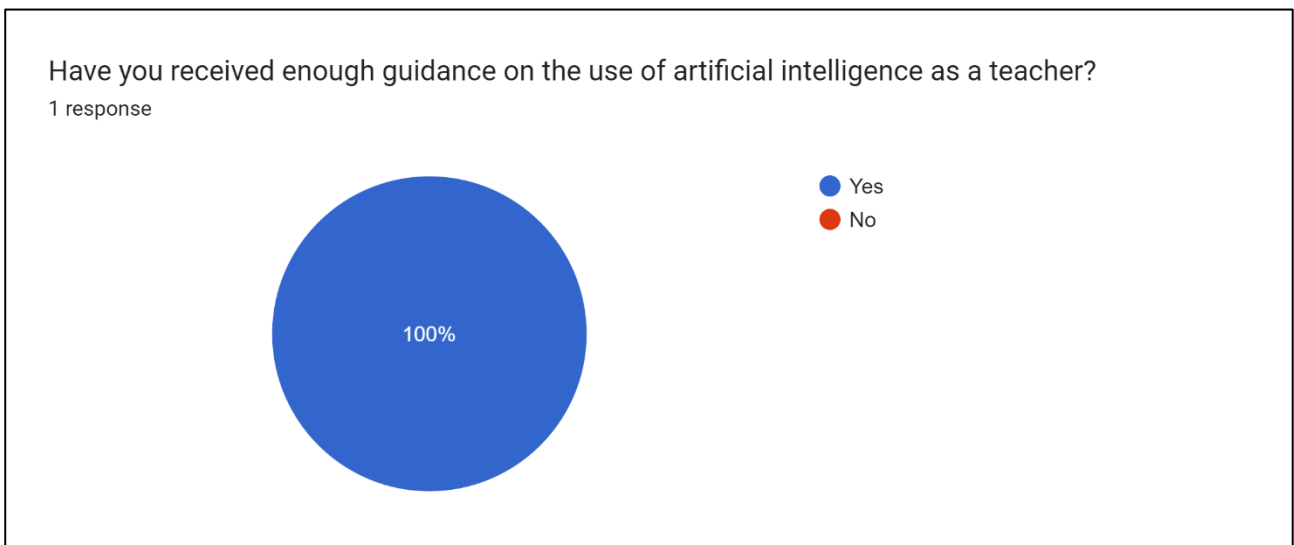 Have you received enough guidance on the use of artificial intelligence as a teacher?
1 response
Yes
No
100%